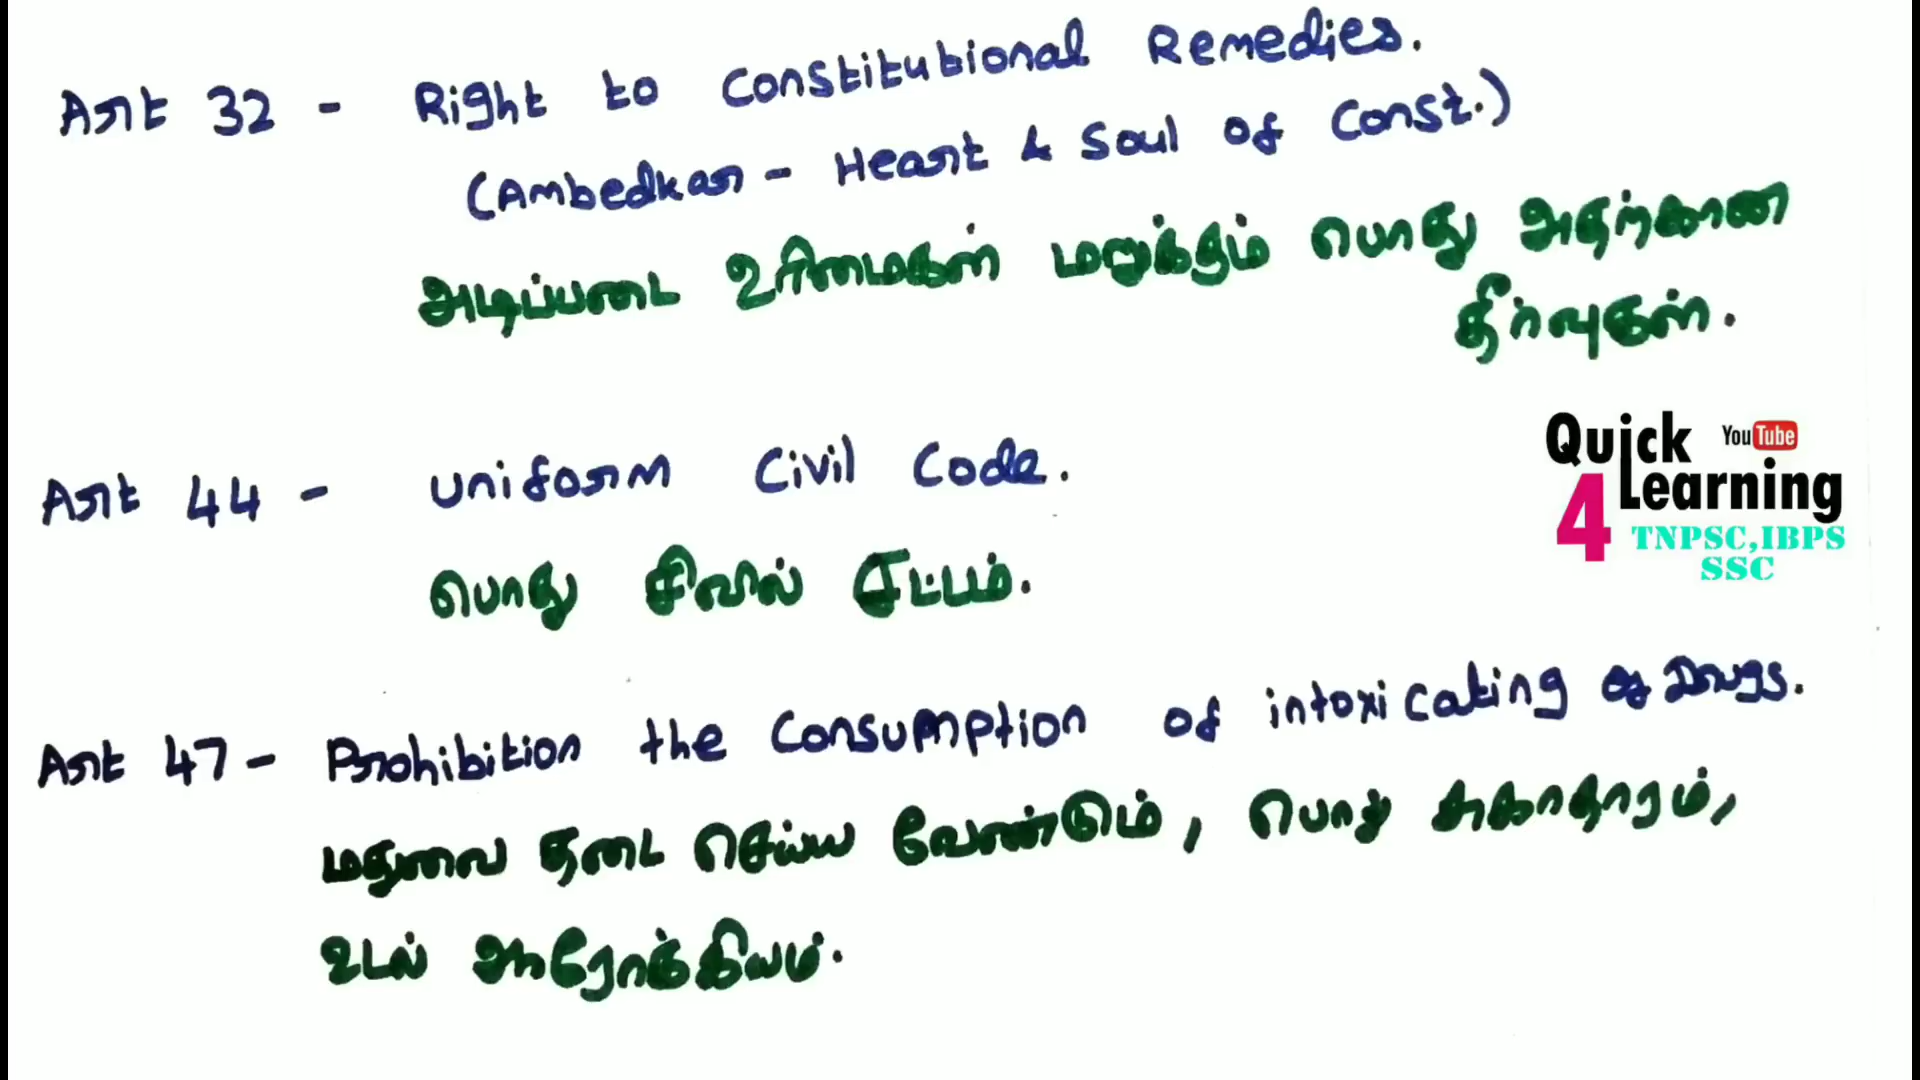 Art 32 - Right to Constitutional Remedies.
(Ambedkar - Heart & Soul of Const.)
அடிப்படை உரிமைகள் மறுக்கும் பொது அதற்கான
தீர்வுகள்.
Quick YouTube
4 Learning
TNPSC,IBPS
SSC
Art 44 - Uniform Civil Code.
பொது சிவில் சட்டம்.
Art 47 - Prohibition the Consumption of intoxicating Drugs.
மதுவை தடை செய்ய வேண்டும், பொது சுகாதாரம்,
உடல் ஆரோக்கியம்.